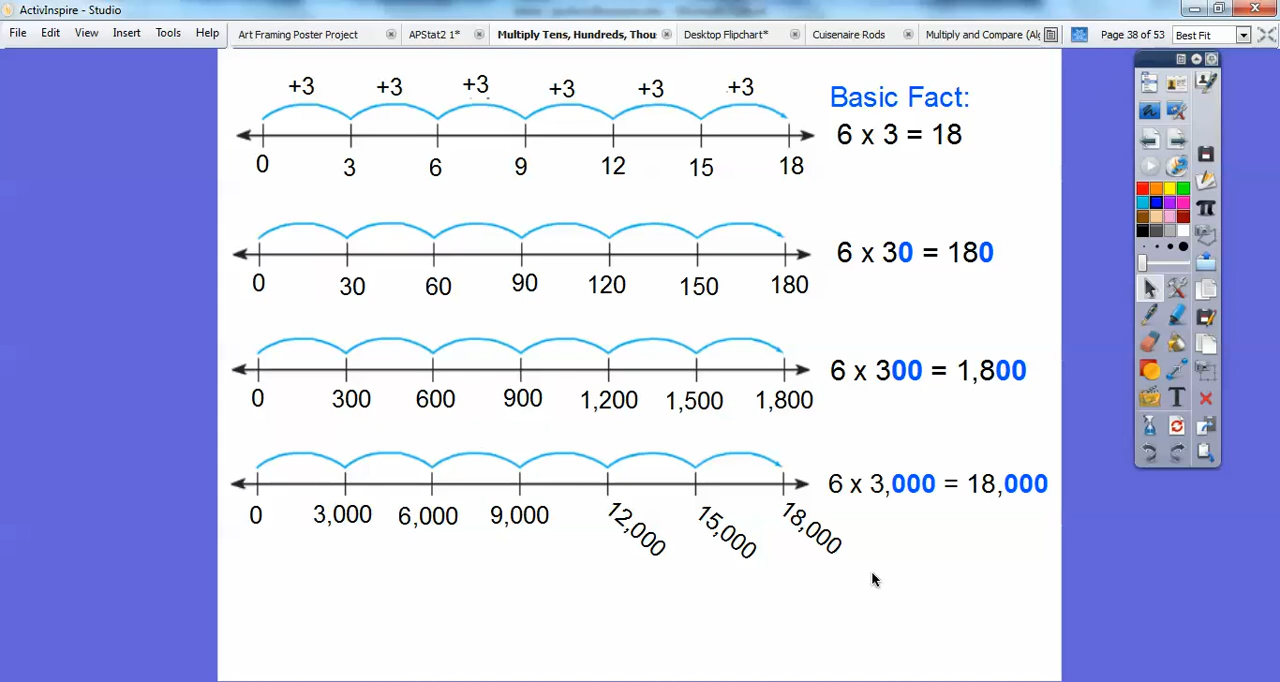 ActivInspire - Studio
File Edit View Insert Tools Help
Art Framing Poster Project APStat2 1* Multiply Tens, Hundreds, Thou Desktop Flipchart* Cuisenaire Rods Multiply and Compare (Alg Page 38 of 53 Best Fit
+3 +3 +3 +3 +3 +3
0 3 6 9 12 15 18
Basic Fact:
6 x 3 = 18
0 30 60 90 120 150 180
6 x 30 = 180
0 300 600 900 1,200 1,500 1,800
6 x 300 = 1,800
0 3,000 6,000 9,000 12,000 15,000 18,000
6 x 3,000 = 18,000